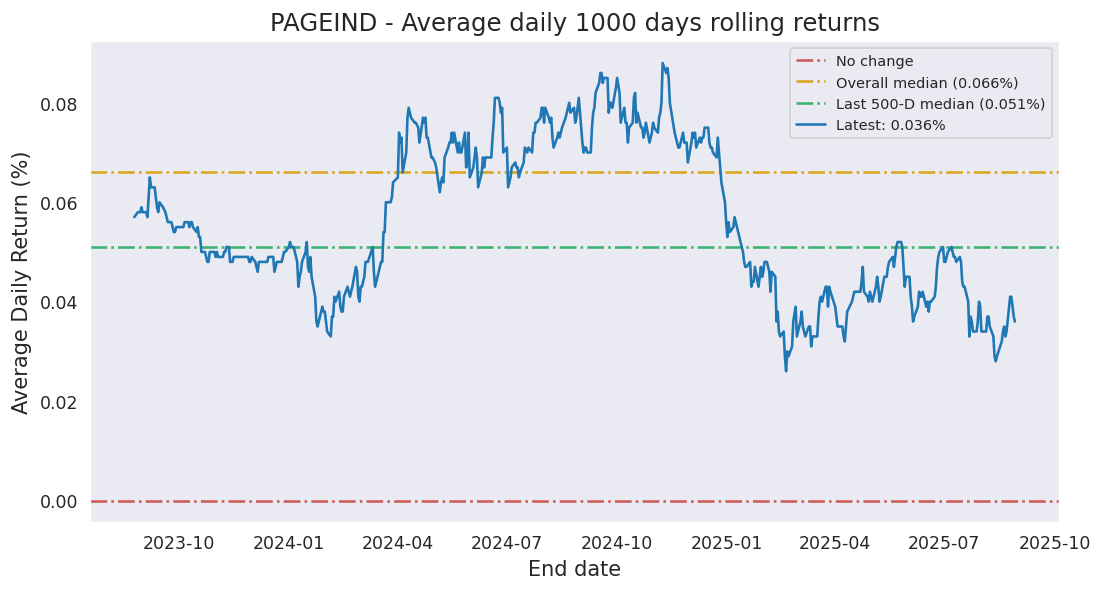 PAGEIND - Average daily 1000 days rolling returns
No change
Overall median (0.066%)
Last 500-D median (0.051%)
Latest: 0.036%
Average Daily Return (%)
0.08
0.06
0.04
0.02
0.00
2023-10 2024-01 2024-04 2024-07 2024-10 2025-01 2025-04 2025-07 2025-10
End date